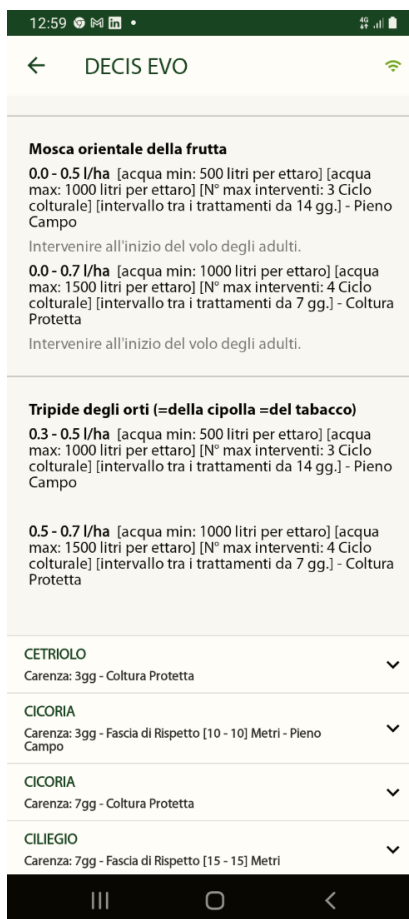 12:59
4G
DECIS EVO
Mosca orientale della frutta
0.0 - 0.5 l/ha [acqua min: 500 litri per ettaro] [acqua
max: 1000 litri per ettaro] [N° max interventi: 3 Ciclo
colturale] [intervallo tra i trattamenti da 14 gg.] - Pieno
Campo
Intervenire all'inizio del volo degli adulti.
0.0 - 0.7 l/ha [acqua min: 1000 litri per ettaro] [acqua
max: 1500 litri per ettaro] [N° max interventi: 4 Ciclo
colturale] [intervallo tra i trattamenti da 7 gg.] - Coltura
Protetta
Intervenire all'inizio del volo degli adulti.
Tripide degli orti (=della cipolla =del tabacco)
0.3 - 0.5 l/ha [acqua min: 500 litri per ettaro] [acqua
max: 1000 litri per ettaro] [N° max interventi: 3 Ciclo
colturale] [intervallo tra i trattamenti da 14 gg.] - Pieno
Campo
0.5 - 0.7 l/ha [acqua min: 1000 litri per ettaro] [acqua
max: 1500 litri per ettaro] [N° max interventi: 4 Ciclo
colturale] [intervallo tra i trattamenti da 7 gg.] - Coltura
Protetta
CETRIOLO
Carenza: 3gg - Coltura Protetta
CICORIA
Carenza: 3gg - Fascia di Rispetto [10 - 10] Metri - Pieno
Campo
CICORIA
Carenza: 7gg - Coltura Protetta
CILIEGIO
Carenza: 7gg - Fascia di Rispetto [15 - 15] Metri